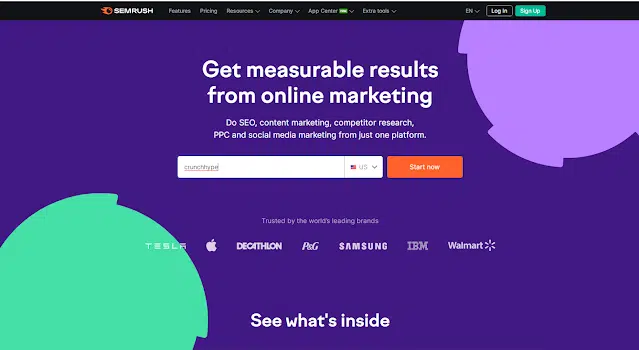 SEMRUSH Features Pricing Resources Company App Center NEW Extra tools EN Log In Sign Up
Get measurable results
from online marketing
Do SEO, content marketing, competitor research,
PPC and social media marketing from just one platform.
crunchhype US Start now
Trusted by the world's leading brands
TESLA DECATHLON P&G SAMSUNG IBM Walmart
See what's inside